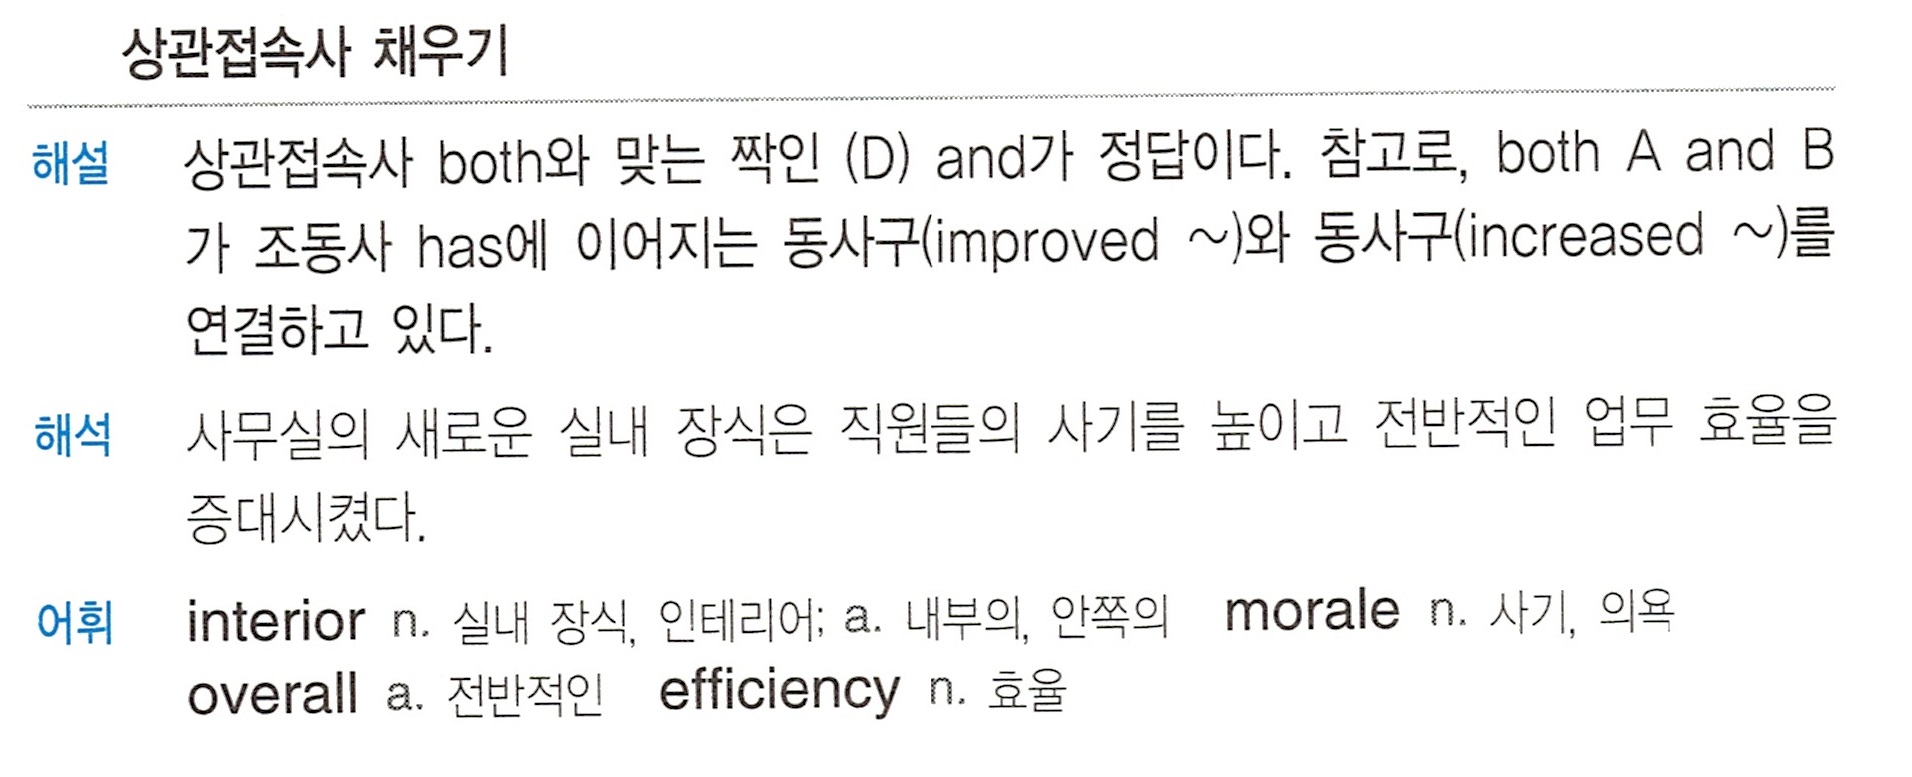 상관접속사 채우기
해설 상관접속사 both와 맞는 짝인 (D) and가 정답이다. 참고로, both A and B
가 조동사 has에 이어지는 동사구(improved ~)와 동사구(increased ~)를
연결하고 있다.
해석 사무실의 새로운 실내 장식은 직원들의 사기를 높이고 전반적인 업무 효율을
증대시켰다.
어휘 interior n. 실내 장식, 인테리어; a. 내부의, 안쪽의 morale n. 사기, 의욕
overall a. 전반적인 efficiency n. 효율